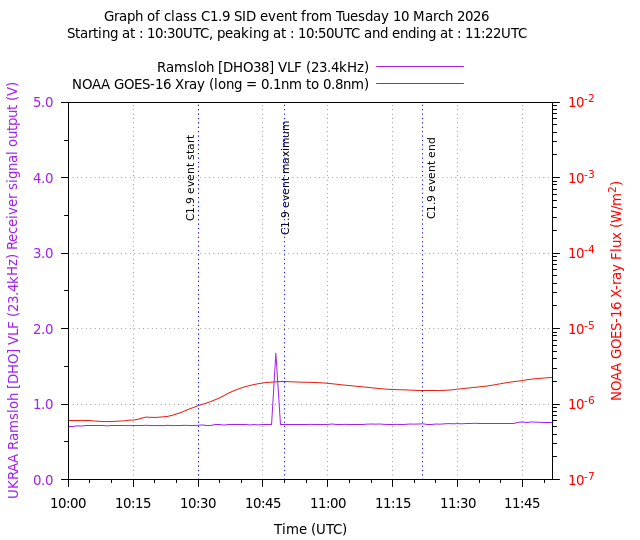 Graph of class C1.9 SID event from Tuesday 10 March 2026
Starting at : 10:30UTC, peaking at : 10:50UTC and ending at : 11:22UTC
Ramsloh [DHO38] VLF (23.4kHz)
NOAA GOES-16 Xray (long = 0.1nm to 0.8nm)
UKRAA Ramsloh [DHO] VLF (23.4kHz) Receiver signal output (V)
5.0
4.0
3.0
2.0
1.0
0.0
C1.9 event start
C1.9 event maximum
C1.9 event end
10⁻²
10⁻³
10⁻⁴
10⁻⁵
10⁻⁶
10⁻⁷
NOAA GOES-16 X-ray Flux (W/m²)
10:00 10:15 10:30 10:45 11:00 11:15 11:30 11:45
Time (UTC)